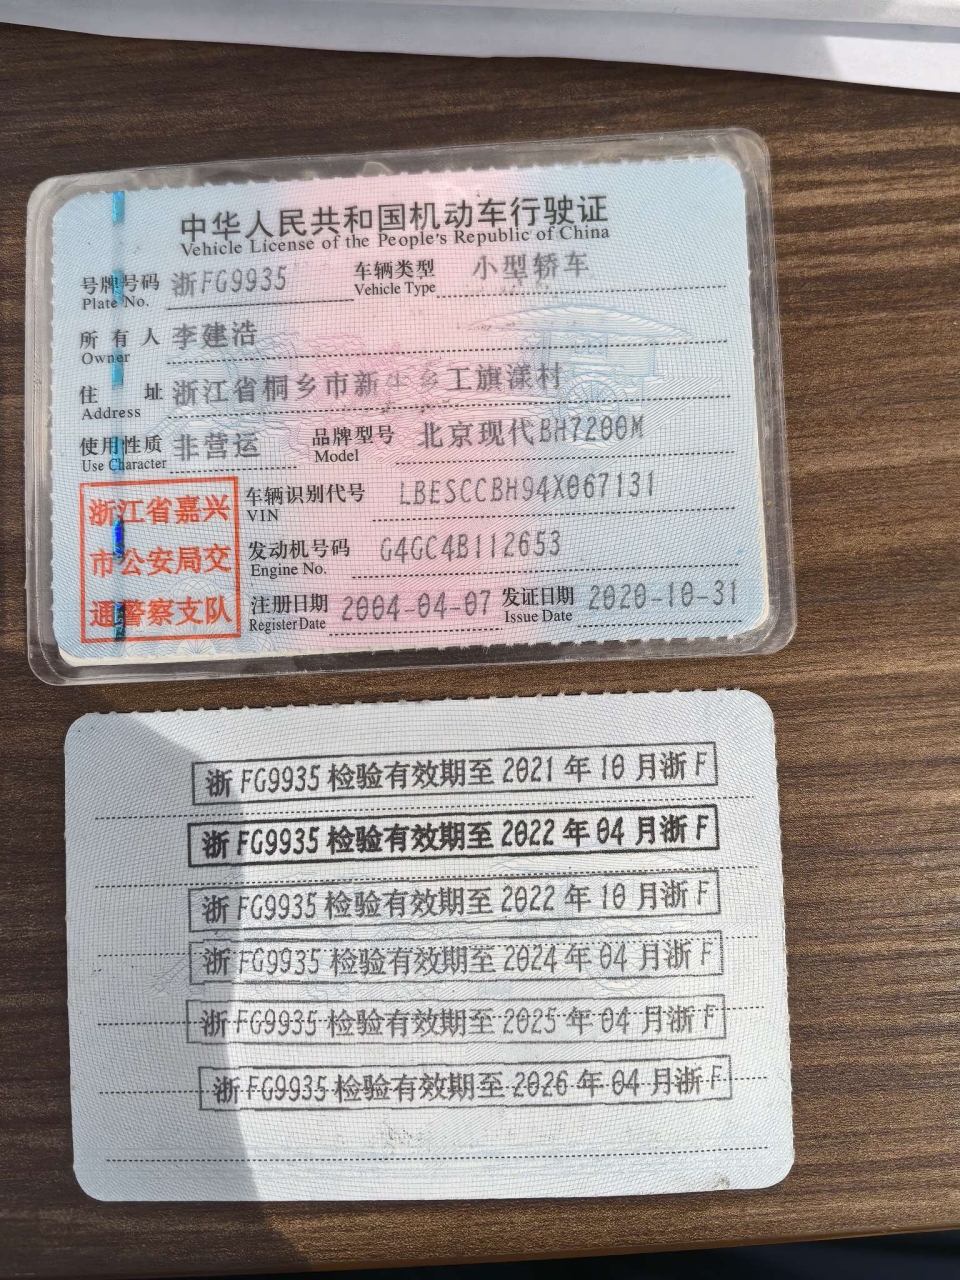 中华人民共和国机动车行驶证
Vehicle License of the People's Republic of China
号牌号码 浙FG9935 车辆类型 小型轿车
Plate No. Vehicle Type
所有人 李建浩
Owner
住址 浙江省桐乡市新生乡工旗漾村
Address
使用性质 非营运 品牌型号 北京现代BH7200M
Use Character Model
车辆识别代号 LBESCCBH94X067131
VIN
发动机号码 G4GC4B112653
Engine No.
注册日期 2004-04-07 发证日期 2020-10-31
Register Date Issue Date
浙江省嘉兴
市公安局交
通警察支队
浙FG9935检验有效期至2021年10月浙F
浙FG9935检验有效期至2022年04月浙F
浙FG9935检验有效期至2022年10月浙F
浙FG9935检验有效期至2024年04月浙F
浙FG9935检验有效期至2025年04月浙F
浙FG9935检验有效期至2026年04月浙F